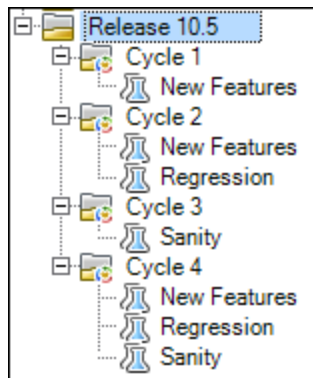 Release 10.5
Cycle 1
New Features
Cycle 2
New Features
Regression
Cycle 3
Sanity
Cycle 4
New Features
Regression
Sanity